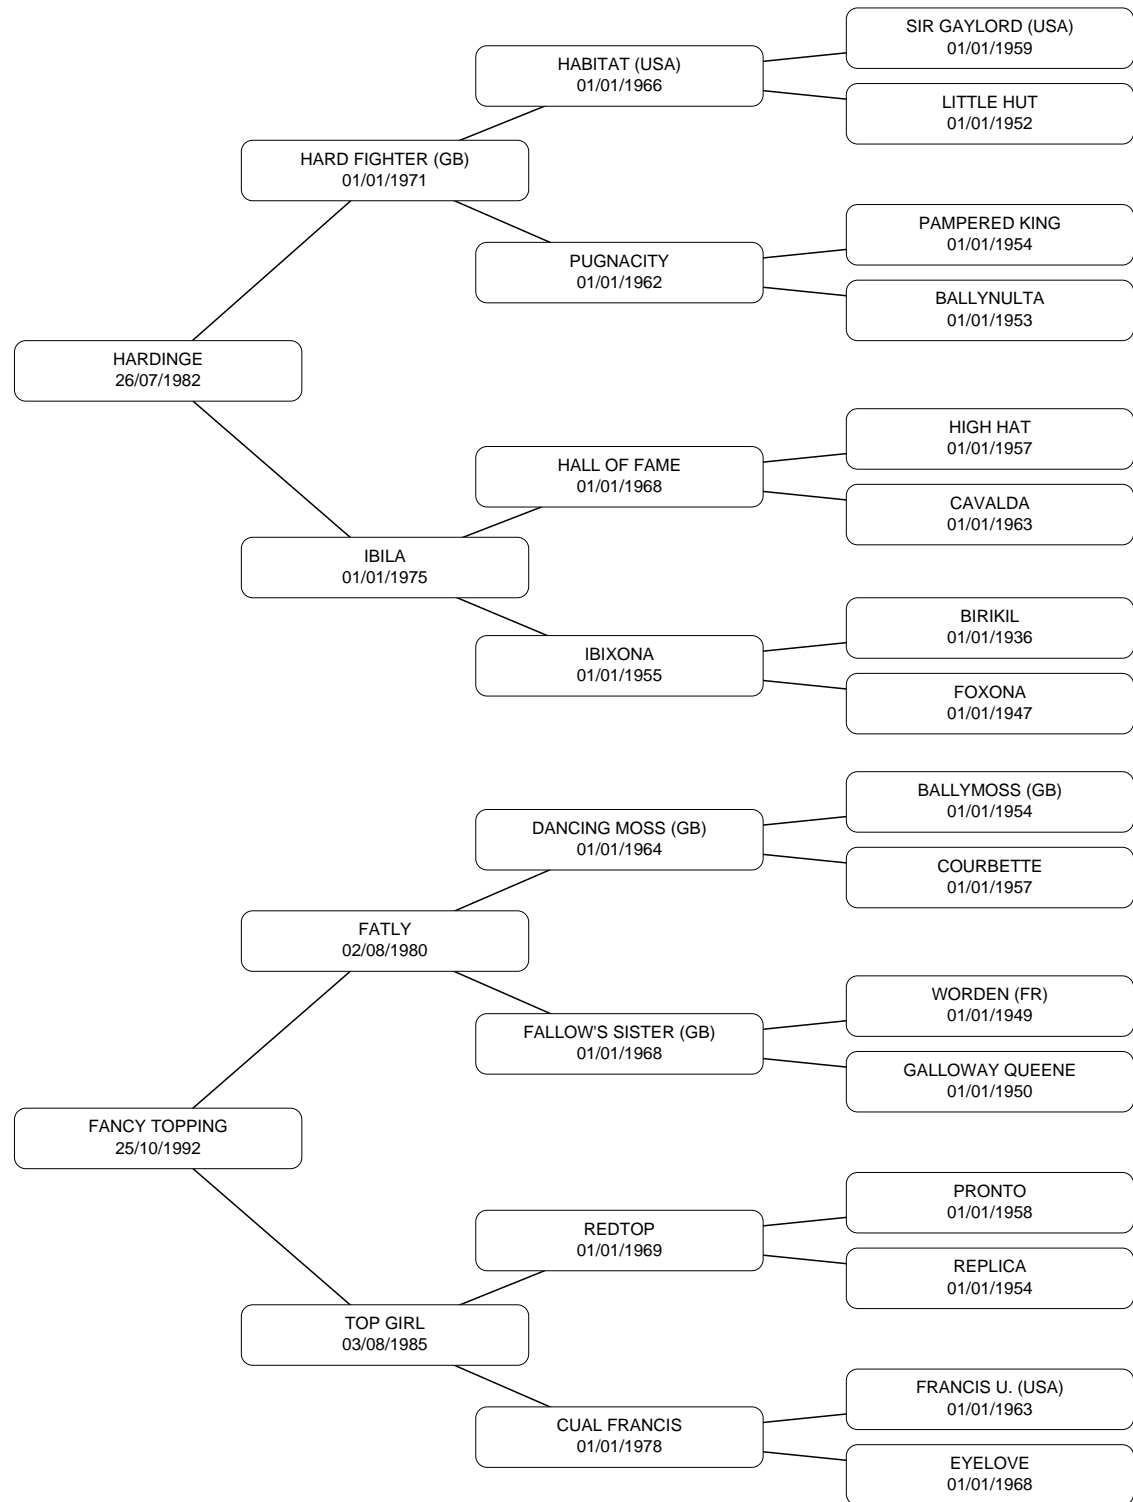 SIR GAYLORD (USA)
01/01/1959
HABITAT (USA)
01/01/1966
LITTLE HUT
01/01/1952
HARD FIGHTER (GB)
01/01/1971
PAMPERED KING
01/01/1954
PUGNACITY
01/01/1962
BALLYNULTA
01/01/1953
HARDINGE
26/07/1982
HIGH HAT
01/01/1957
HALL OF FAME
01/01/1968
CAVALDA
01/01/1963
IBILA
01/01/1975
BIRIKIL
01/01/1936
IBIXONA
01/01/1955
FOXONA
01/01/1947
BALLYMOSS (GB)
01/01/1954
DANCING MOSS (GB)
01/01/1964
COURBETTE
01/01/1957
FATLY
02/08/1980
WORDEN (FR)
01/01/1949
FALLOW'S SISTER (GB)
01/01/1968
GALLOWAY QUEENE
01/01/1950
FANCY TOPPING
25/10/1992
PRONTO
01/01/1958
REDTOP
01/01/1969
REPLICA
01/01/1954
TOP GIRL
03/08/1985
FRANCIS U. (USA)
01/01/1963
CUAL FRANCIS
01/01/1978
EYELOVE
01/01/1968